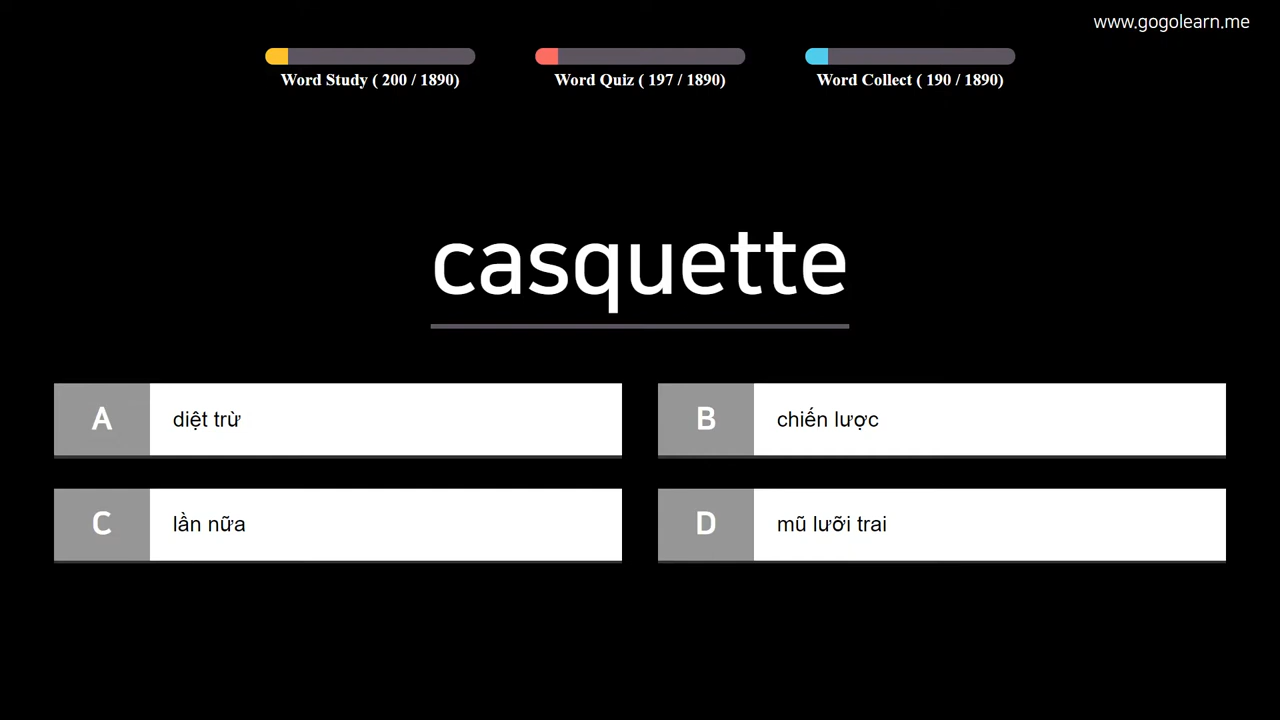 www.gogolearn.me
Word Study ( 200 / 1890)
Word Quiz ( 197 / 1890)
Word Collect ( 190 / 1890)
casquette
A diệt trừ
B chiến lược
C lần nữa
D mũ lưỡi trai